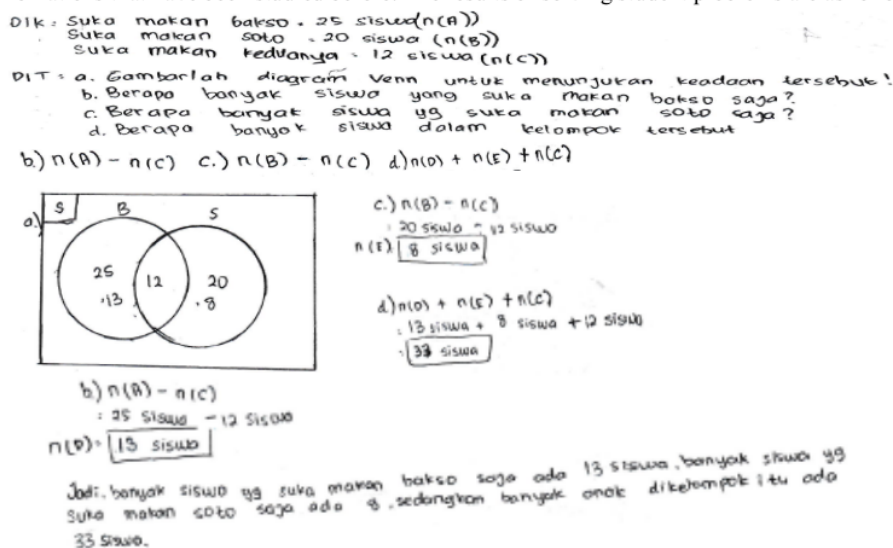 DIK : Suka makan bakso : 25 siswa (n(A))
Suka makan soto : 20 siswa (n(B))
Suka makan keduanya : 12 siswa (n(C))
DIT : a. Gambarlah diagram Venn untuk menunjukan keadaan tersebut!
b. Berapa banyak siswa yang suka makan bakso saja?
c. Berapa banyak siswa yg suka makan soto saja?
d. Berapa banyak siswa dalam kelompok tersebut
b.) n(A) - n(C) c.) n(B) - n(C) d) n(D) + n(E) + n(C)
a.) S B S
25 12 20
·13 ·8
c.) n(B) - n(C)
: 20 siswa - 12 siswa
n(E) : 8 siswa
d) n(D) + n(E) + n(C)
: 13 siswa + 8 siswa + 12 siswa
: 33 siswa
b) n(A) - n(C)
: 25 siswa - 12 siswa
n(D) : 13 siswa
Jadi, banyak siswa yg suka makan bakso saja ada 13 siswa, banyak siswa yg
suka makan soto saja ada 8, sedangkan banyak anak dikelompok itu ada
33 siswa.